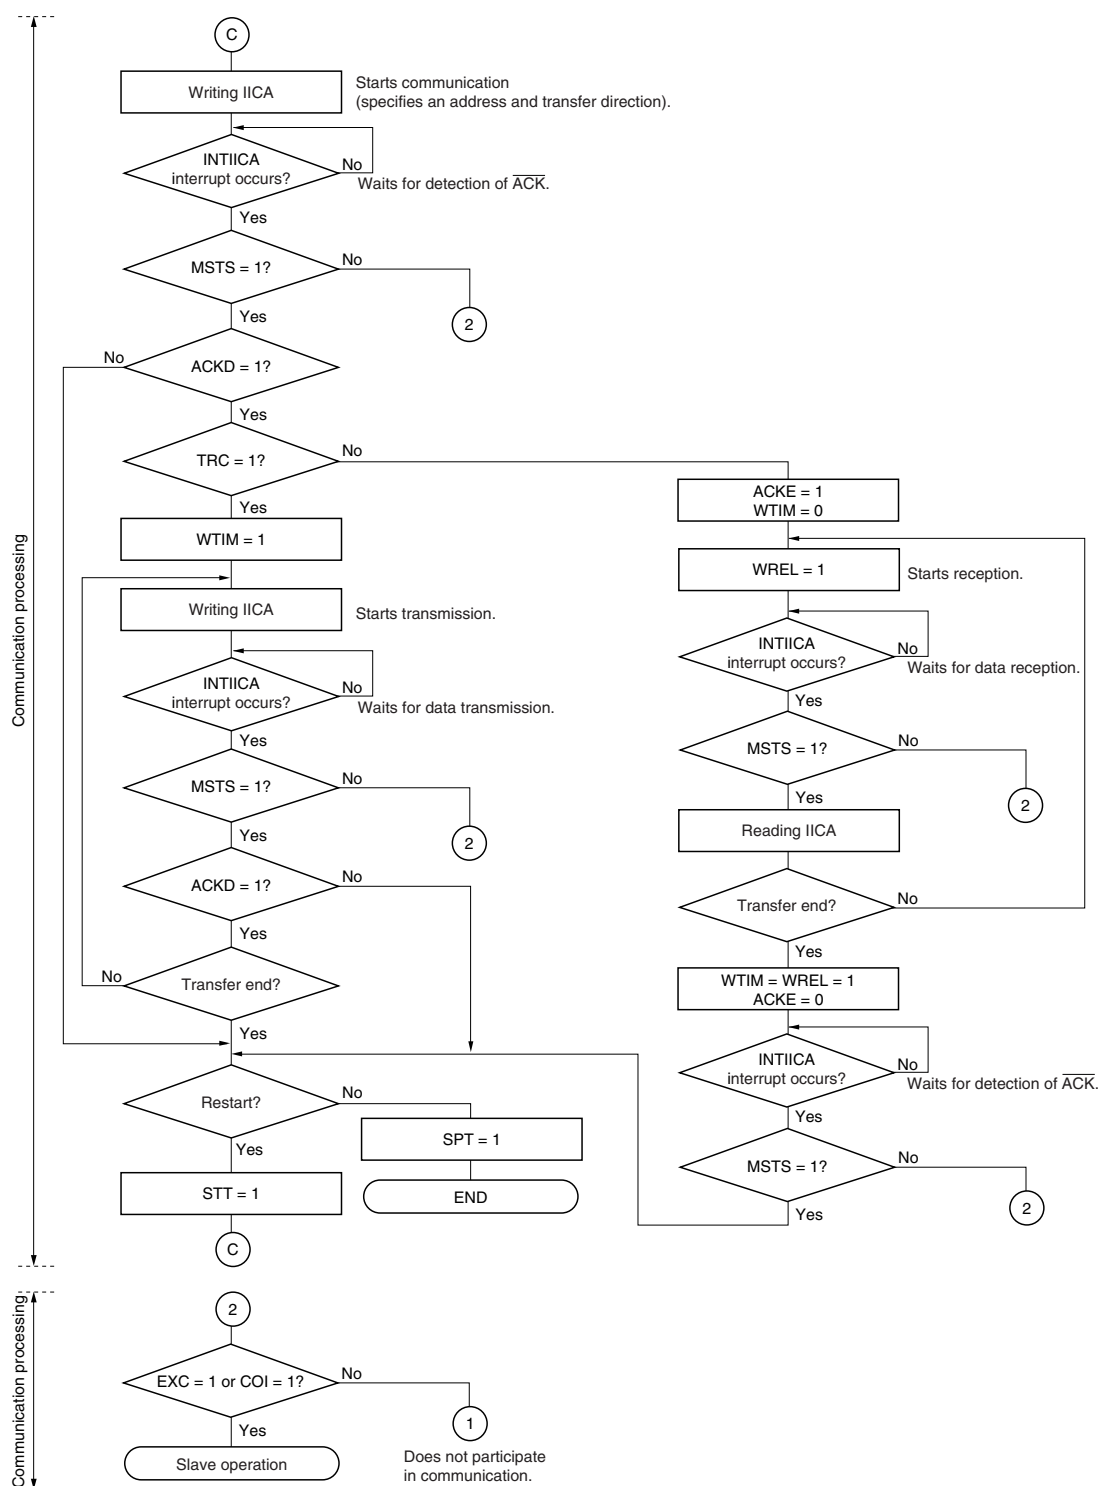 C
Writing IICA
Starts communication
(specifies an address and transfer direction).
INTIICA
interrupt occurs?
No
Waits for detection of ACK.
Yes
MSTS = 1?
No
2
Yes
ACKD = 1?
No
Yes
TRC = 1?
No
Yes
WTIM = 1
Writing IICA
Starts transmission.
INTIICA
interrupt occurs?
No
Waits for data transmission.
Yes
MSTS = 1?
No
2
Yes
ACKD = 1?
No
Yes
Transfer end?
No
Yes
Restart?
No
SPT = 1
END
Yes
STT = 1
C
ACKE = 1
WTIM = 0
WREL = 1
Starts reception.
INTIICA
interrupt occurs?
No
Waits for data reception.
Yes
MSTS = 1?
No
2
Yes
Reading IICA
Transfer end?
No
Yes
WTIM = WREL = 1
ACKE = 0
INTIICA
interrupt occurs?
No
Waits for detection of ACK.
Yes
MSTS = 1?
No
2
Yes
Communication processing
2
EXC = 1 or COI = 1?
No
1
Does not participate
in communication.
Yes
Slave operation
Communication processing